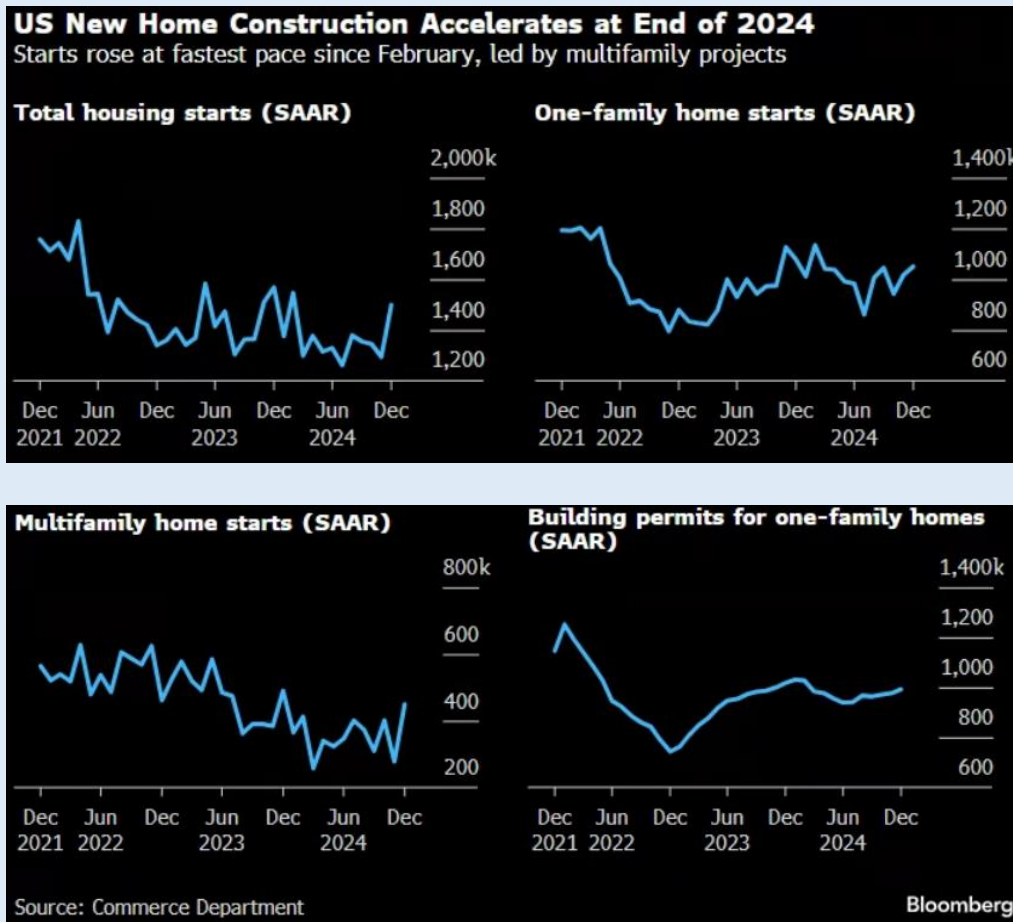 US New Home Construction Accelerates at End of 2024
Starts rose at fastest pace since February, led by multifamily projects
Total housing starts (SAAR)
2,000k
1,800
1,600
1,400
1,200
Dec Jun Dec Jun Dec Jun Dec
2021 2022 2023 2024
One-family home starts (SAAR)
1,400k
1,200
1,000
800
600
Dec Jun Dec Jun Dec Jun Dec
2021 2022 2023 2024
Multifamily home starts (SAAR)
800k
600
400
200
Dec Jun Dec Jun Dec Jun Dec
2021 2022 2023 2024
Building permits for one-family homes
(SAAR)
1,400k
1,200
1,000
800
600
Dec Jun Dec Jun Dec Jun Dec
2021 2022 2023 2024
Source: Commerce Department
Bloomberg